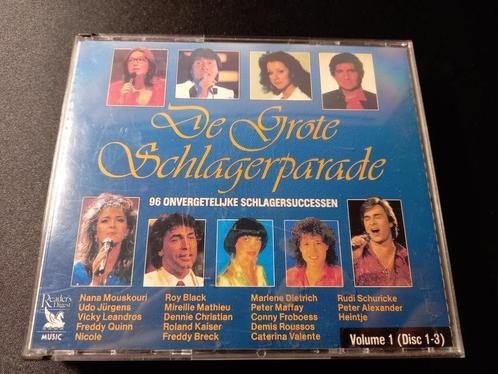 De Grote
Schlagerparade
96 ONVERGETELIJKE SCHLAGERSUCCESSEN
Reader's
Digest
MUSIC
Nana Mouskouri
Udo Jürgens
Vicky Leandros
Freddy Quinn
Nicole
Roy Black
Mireille Mathieu
Dennie Christian
Roland Kaiser
Freddy Breck
Marlene Dietrich
Peter Maffay
Conny Froboess
Demis Roussos
Caterina Valente
Rudi Schuricke
Peter Alexander
Heintje
Volume 1 (Disc 1-3)